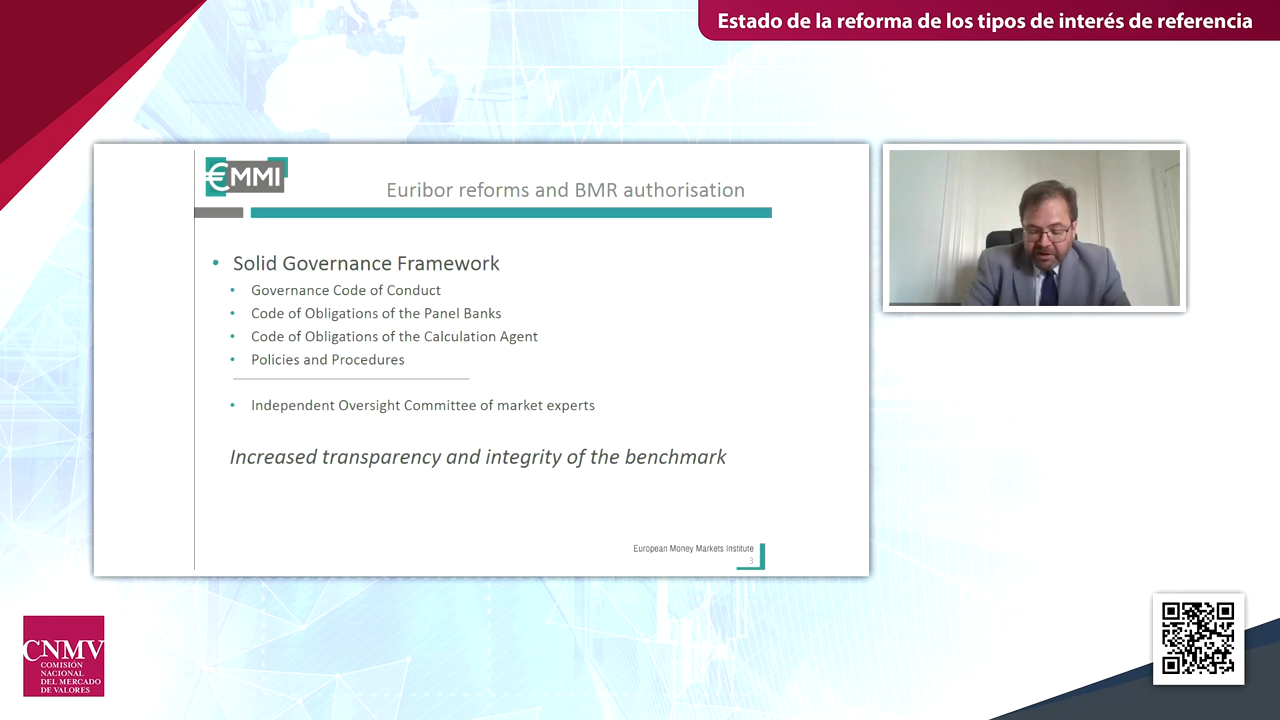 Estado de la reforma de los tipos de interés de referencia
€MMI
Euribor reforms and BMR authorisation
• Solid Governance Framework
• Governance Code of Conduct
• Code of Obligations of the Panel Banks
• Code of Obligations of the Calculation Agent
• Policies and Procedures
• Independent Oversight Committee of market experts
Increased transparency and integrity of the benchmark
European Money Markets Institute
3
CNMV
COMISIÓN
NACIONAL
DEL MERCADO
DE VALORES